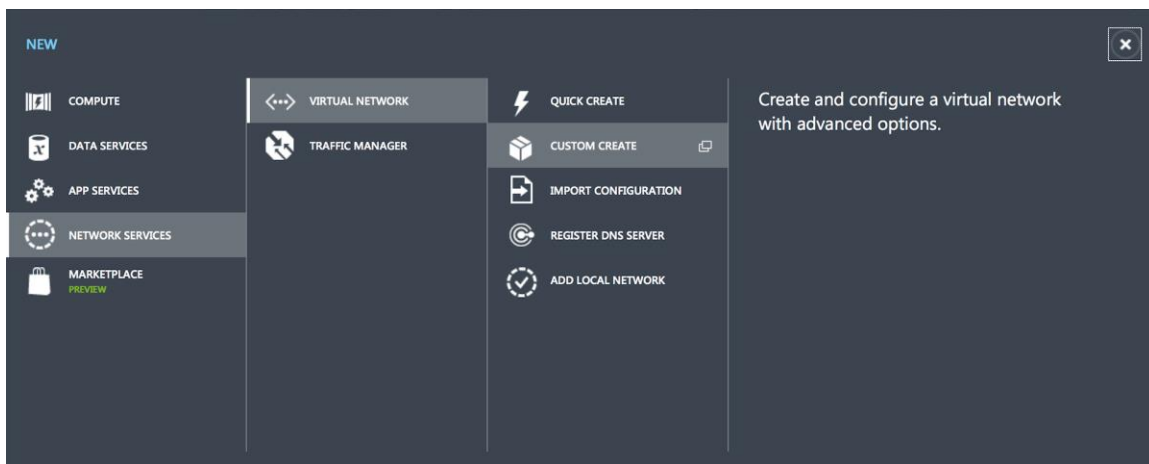 NEW
COMPUTE
DATA SERVICES
APP SERVICES
NETWORK SERVICES
MARKETPLACE
PREVIEW
VIRTUAL NETWORK
TRAFFIC MANAGER
QUICK CREATE
CUSTOM CREATE
IMPORT CONFIGURATION
REGISTER DNS SERVER
ADD LOCAL NETWORK
Create and configure a virtual network
with advanced options.